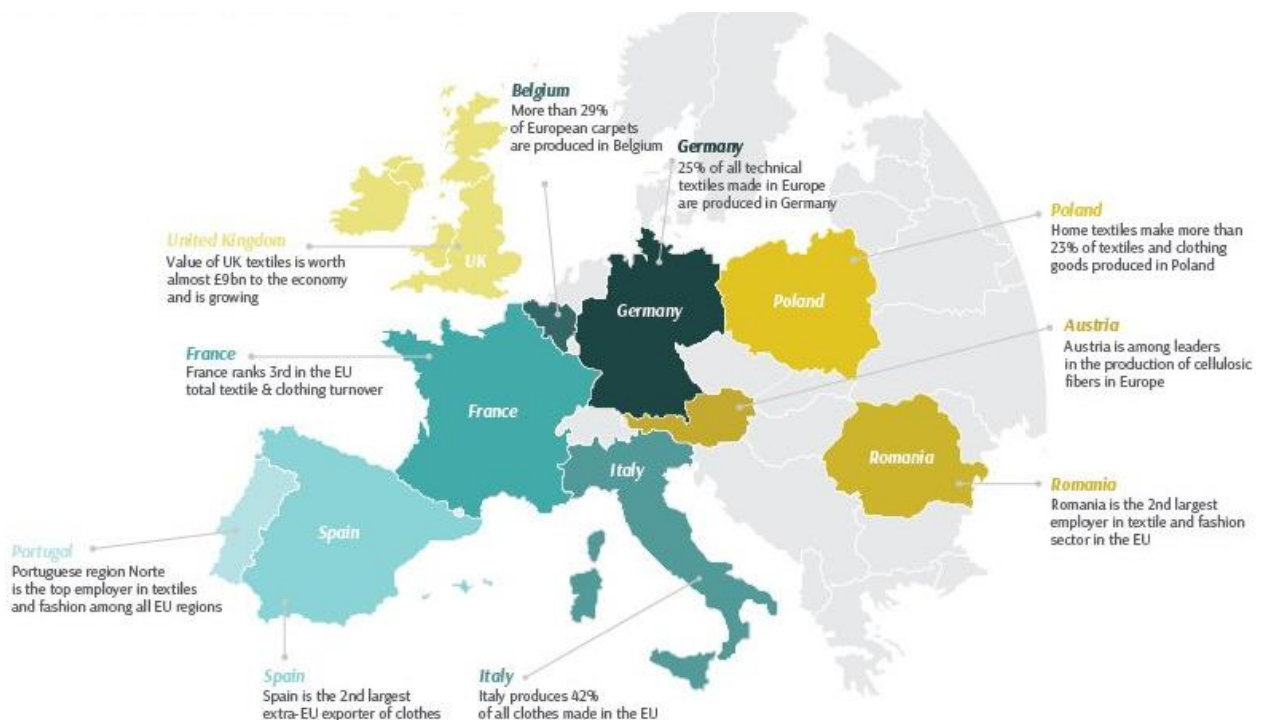 Belgium
More than 29%
of European carpets
are produced in Belgium
Germany
25% of all technical
textiles made in Europe
are produced in Germany
Poland
Home textiles make more than
23% of textiles and clothing
goods produced in Poland
United Kingdom
Value of UK textiles is worth
almost £9bn to the economy
and is growing
UK
Germany
Poland
Austria
Austria is among leaders
in the production of cellulosic
fibers in Europe
France
France ranks 3rd in the EU
total textile & clothing turnover
France
Italy
Romania
Romania
Romania is the 2nd largest
employer in textile and fashion
sector in the EU
Spain
Portugal
Portuguese region Norte
is the top employer in textiles
and fashion among all EU regions
Spain
Spain is the 2nd largest
extra-EU exporter of clothes
Italy
Italy produces 42%
of all clothes made in the EU